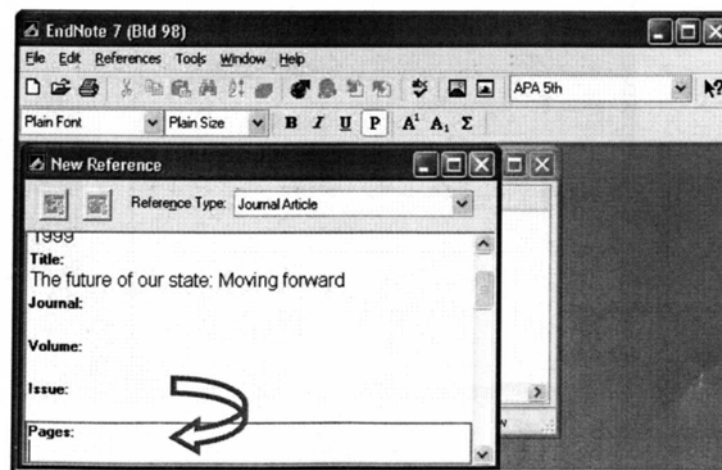 EndNote 7 (Bld 98)
File Edit References Tools Window Help
abc APA 5th
Plain Font Plain Size B I U P A¹ A₁ Σ
New Reference
Reference Type: Journal Article
1999
Title:
The future of our state: Moving forward
Journal:
Volume:
Issue:
Pages: